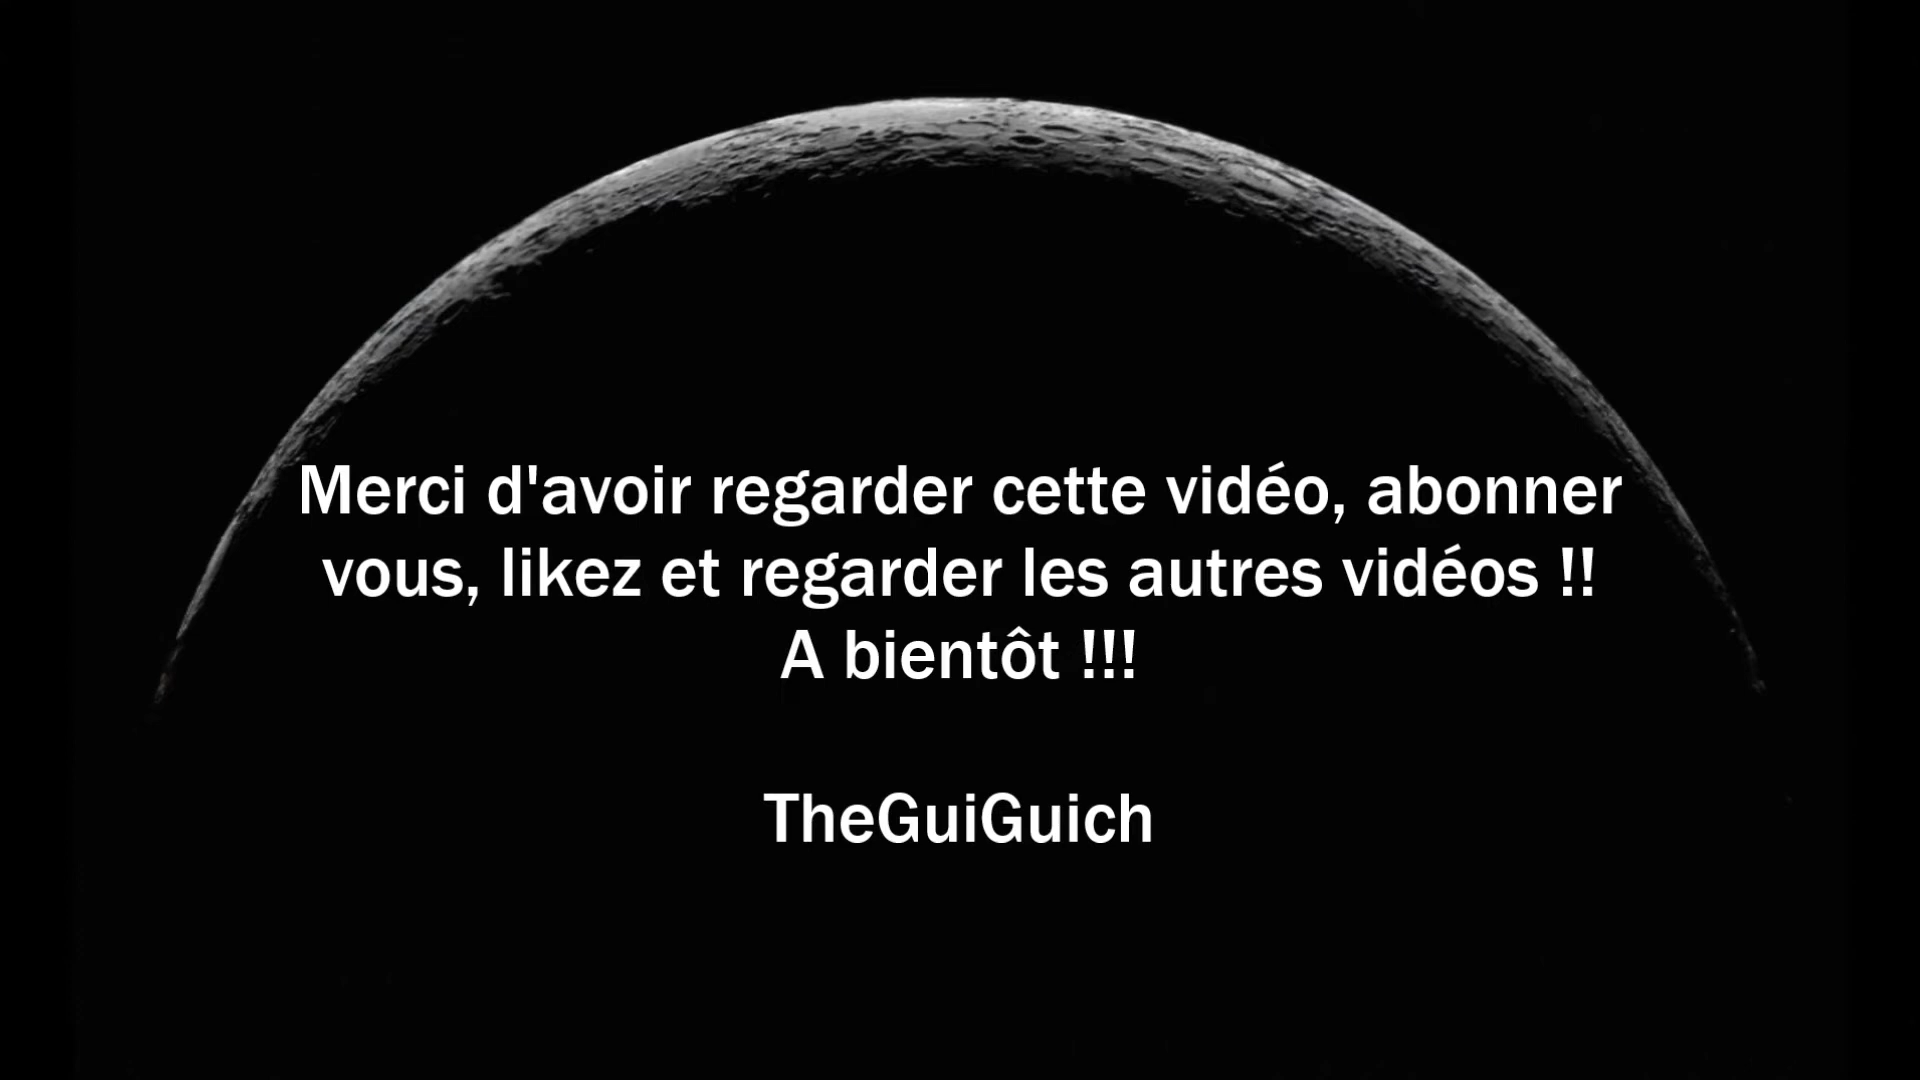 Merci d'avoir regarder cette vidéo, abonner
vous, likez et regarder les autres vidéos !!
A bientôt !!!
TheGuiGuich